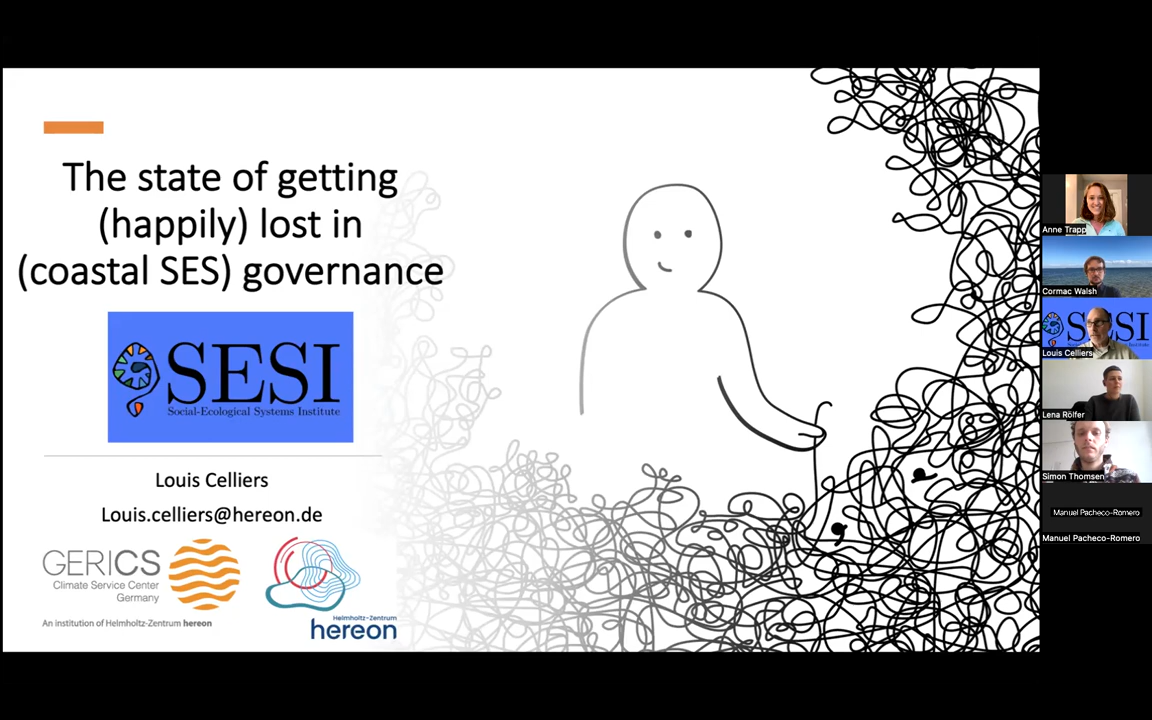 The state of getting
(happily) lost in
(coastal SES) governance
SESI
Social-Ecological Systems Institute
Louis Celliers
Louis.celliers@hereon.de
GERICS
Climate Service Center
Germany
An institution of Helmholtz-Zentrum hereon
Helmholtz-Zentrum
hereon
Anne Trapp
Cormac Walsh
SESI
Louis Celliers
Lena Rölfer
Simon Thomsen
Manuel Pacheco-Romero
Manuel Pacheco-Romero